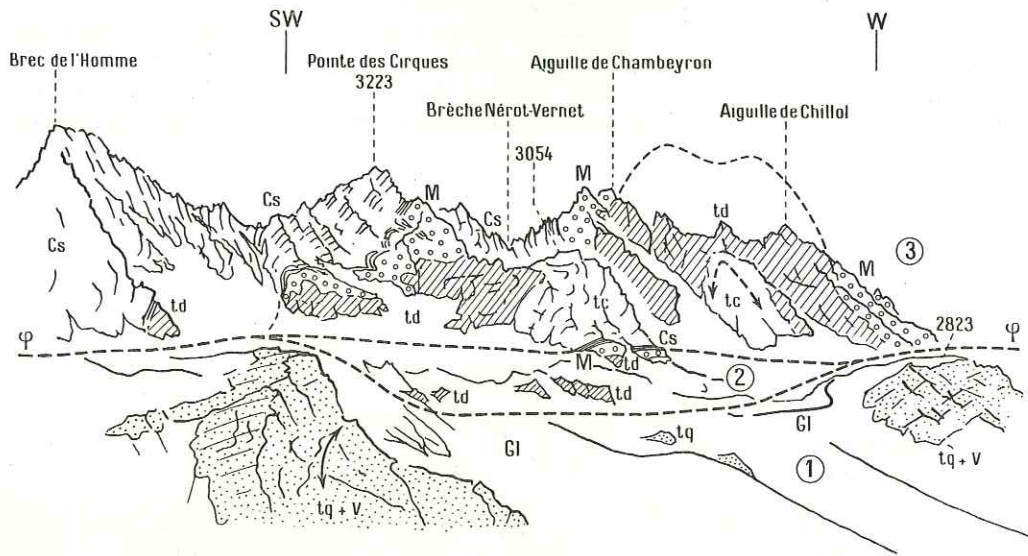 SW
W
Brec de l'Homme
Pointe des Cirques
3223
Aiguille de Chambeyron
Brèche Nérot-Vernet
Aiguille de Chillol
3054
M
Cs
M
Cs
td
Cs
M
③
td
tc
tc
td
2823
φ
φ
Cs
M
td
②
td
td
Gl
tq
Gl
①
tq + V
tq + V